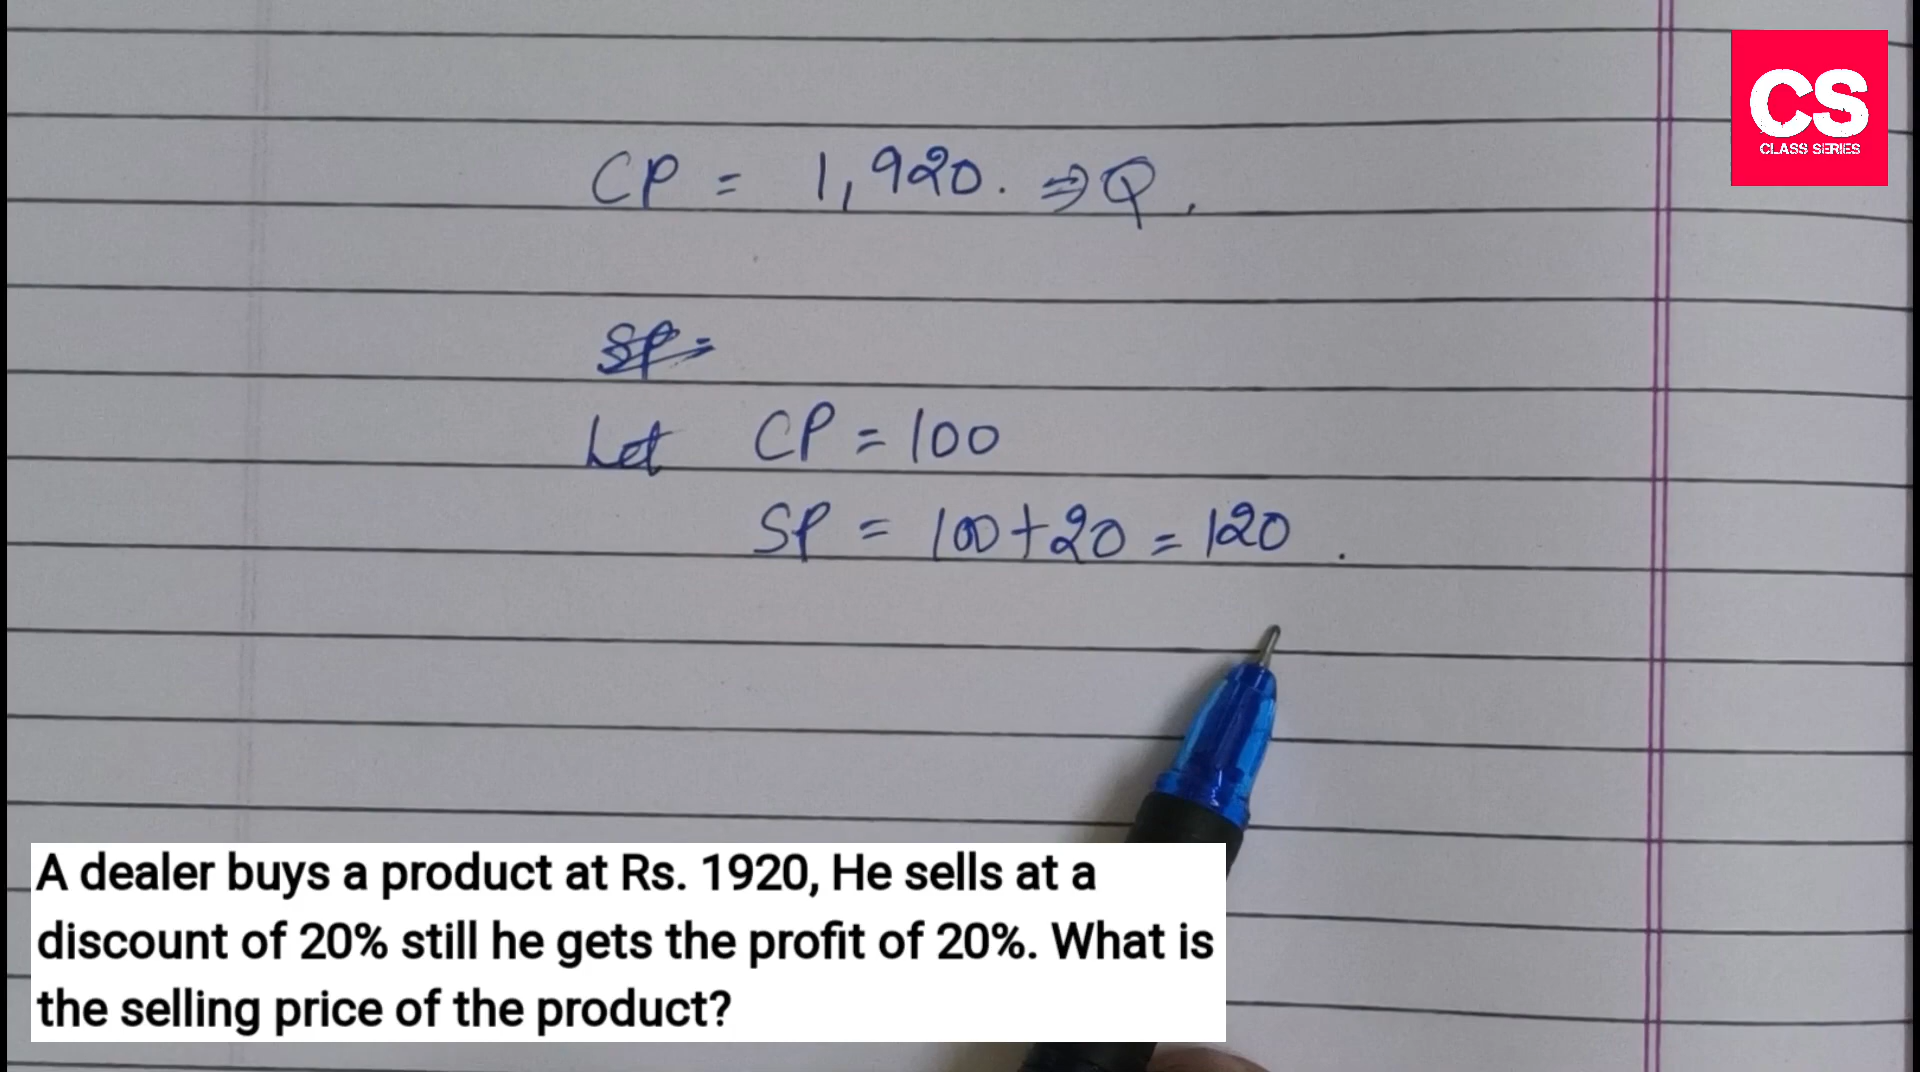 CS
CLASS SERIES
CP = 1,920. ⇒ Q.
SP=
Let CP = 100
SP = 100+20 = 120.
A dealer buys a product at Rs. 1920, He sells at a
discount of 20% still he gets the profit of 20%. What is
the selling price of the product?